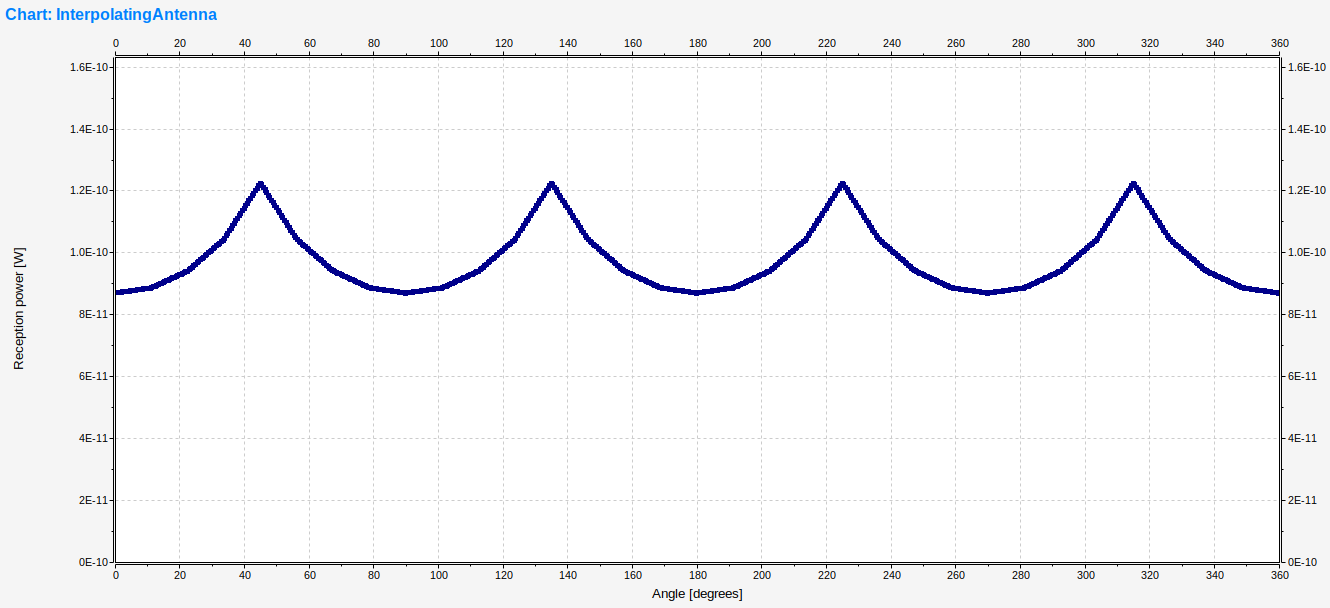 Chart: InterpolatingAntenna
0 20 40 60 80 100 120 140 160 180 200 220 240 260 280 300 320 340 360
1.6E-10 1.6E-10
1.4E-10 1.4E-10
1.2E-10 1.2E-10
1.0E-10 1.0E-10
8E-11 8E-11
6E-11 6E-11
4E-11 4E-11
2E-11 2E-11
0E-10 0E-10
Reception power [W]
0 20 40 60 80 100 120 140 160 180 200 220 240 260 280 300 320 340 360
Angle [degrees]